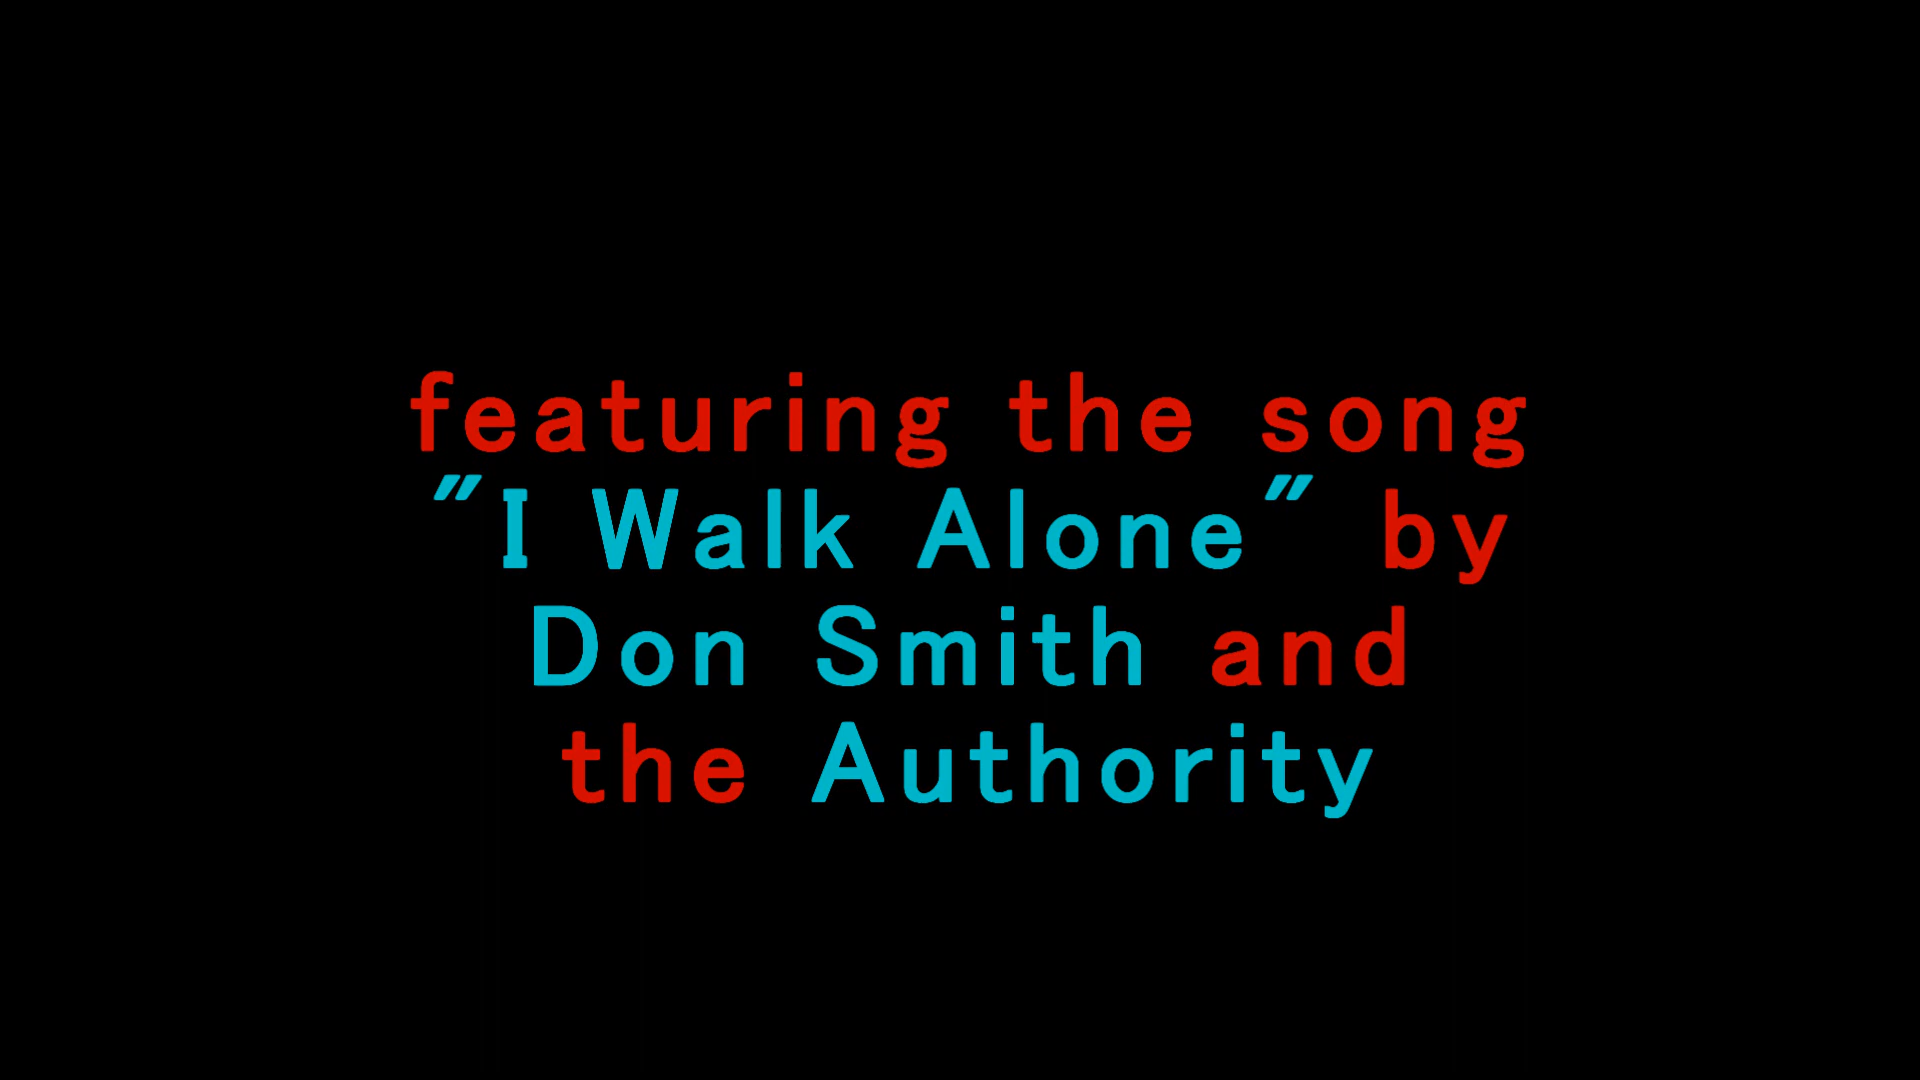 featuring the song
"I Walk Alone" by
Don Smith and
the Authority